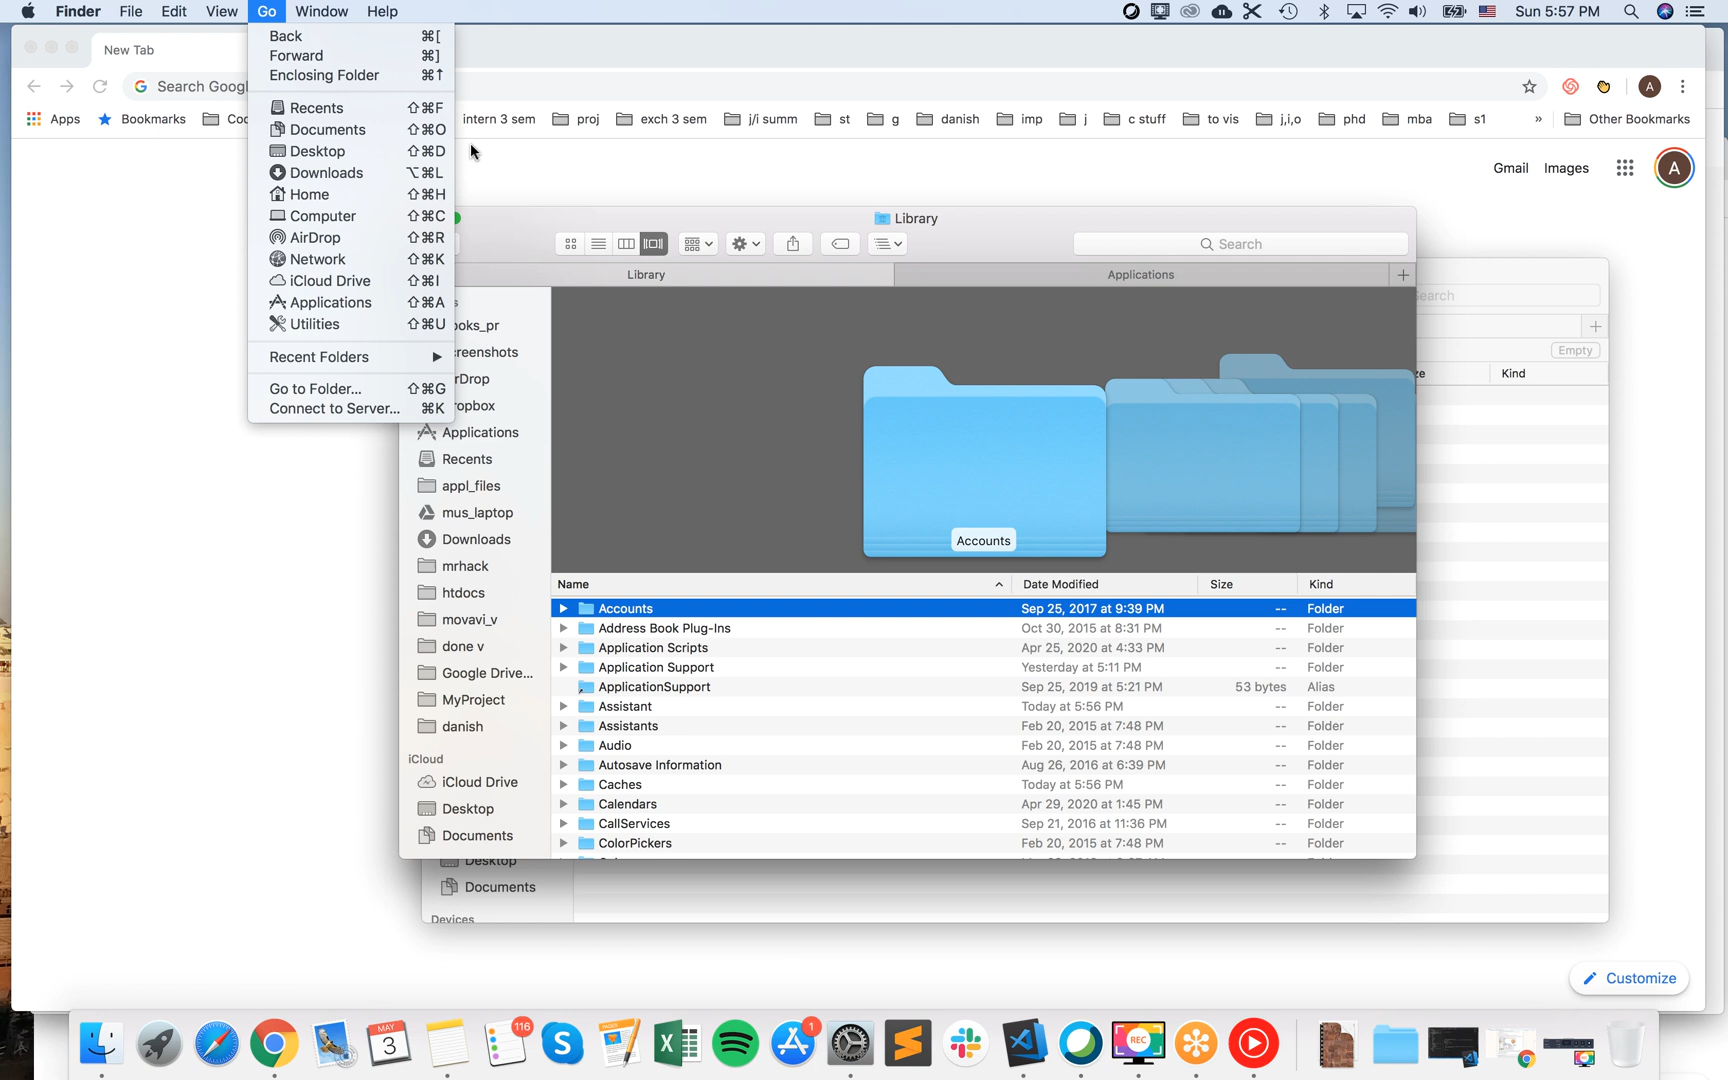 Finder File Edit View Go Window Help Sun 5:57 PM
New Tab
Search Googl
A
Apps Bookmarks Coo intern 3 sem proj exch 3 sem j/i summ st g danish imp j c stuff to vis j,i,o phd mba s1 » Other Bookmarks
Gmail Images A
Back ⌘[
Forward ⌘]
Enclosing Folder ⌘↑
Recents ⇧⌘F
Documents ⇧⌘O
Desktop ⇧⌘D
Downloads ⌥⌘L
Home ⇧⌘H
Computer ⇧⌘C
AirDrop ⇧⌘R
Network ⇧⌘K
iCloud Drive ⇧⌘I
Applications ⇧⌘A
Utilities ⇧⌘U
Recent Folders
Go to Folder... ⇧⌘G
Connect to Server... ⌘K
Library
Search
Library Applications +
ooks_pr
creenshots
irDrop
ropbox
Applications
Recents
appl_files
mus_laptop
Downloads
mrhack
htdocs
movavi_v
done v
Google Drive...
MyProject
danish
iCloud
iCloud Drive
Desktop
Documents
Accounts
Name Date Modified Size Kind
Accounts Sep 25, 2017 at 9:39 PM -- Folder
Address Book Plug-Ins Oct 30, 2015 at 8:31 PM -- Folder
Application Scripts Apr 25, 2020 at 4:33 PM -- Folder
Application Support Yesterday at 5:11 PM -- Folder
ApplicationSupport Sep 25, 2019 at 5:21 PM 53 bytes Alias
Assistant Today at 5:56 PM -- Folder
Assistants Feb 20, 2015 at 7:48 PM -- Folder
Audio Feb 20, 2015 at 7:48 PM -- Folder
Autosave Information Aug 26, 2016 at 6:39 PM -- Folder
Caches Today at 5:56 PM -- Folder
Calendars Apr 29, 2020 at 1:45 PM -- Folder
CallServices Sep 21, 2016 at 11:36 PM -- Folder
ColorPickers Feb 20, 2015 at 7:48 PM -- Folder
earch
+
Empty
ze Kind
Desktop
Documents
Devices
Customize
MAY
3
116
1
REC